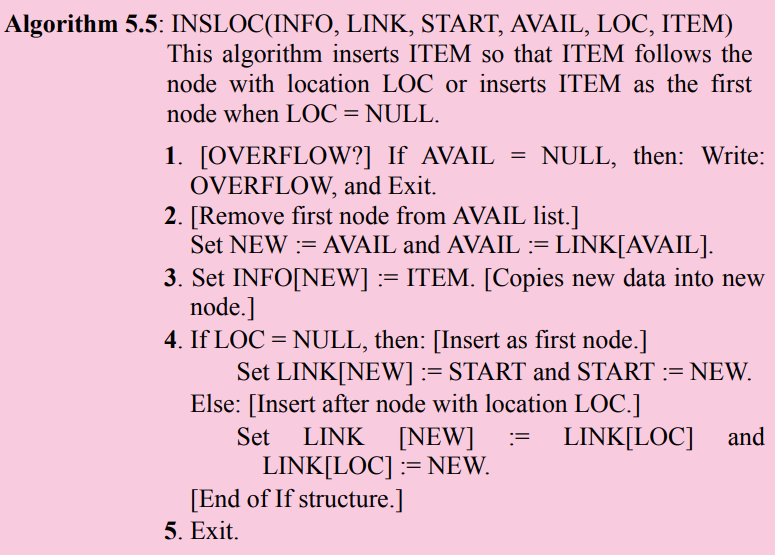 Algorithm 5.5: INSLOC(INFO, LINK, START, AVAIL, LOC, ITEM)
This algorithm inserts ITEM so that ITEM follows the
node with location LOC or inserts ITEM as the first
node when LOC = NULL.
1. [OVERFLOW?] If AVAIL = NULL, then: Write:
OVERFLOW, and Exit.
2. [Remove first node from AVAIL list.]
Set NEW := AVAIL and AVAIL := LINK[AVAIL].
3. Set INFO[NEW] := ITEM. [Copies new data into new
node.]
4. If LOC = NULL, then: [Insert as first node.]
Set LINK[NEW] := START and START := NEW.
Else: [Insert after node with location LOC.]
Set LINK [NEW] := LINK[LOC] and
LINK[LOC] := NEW.
[End of If structure.]
5. Exit.